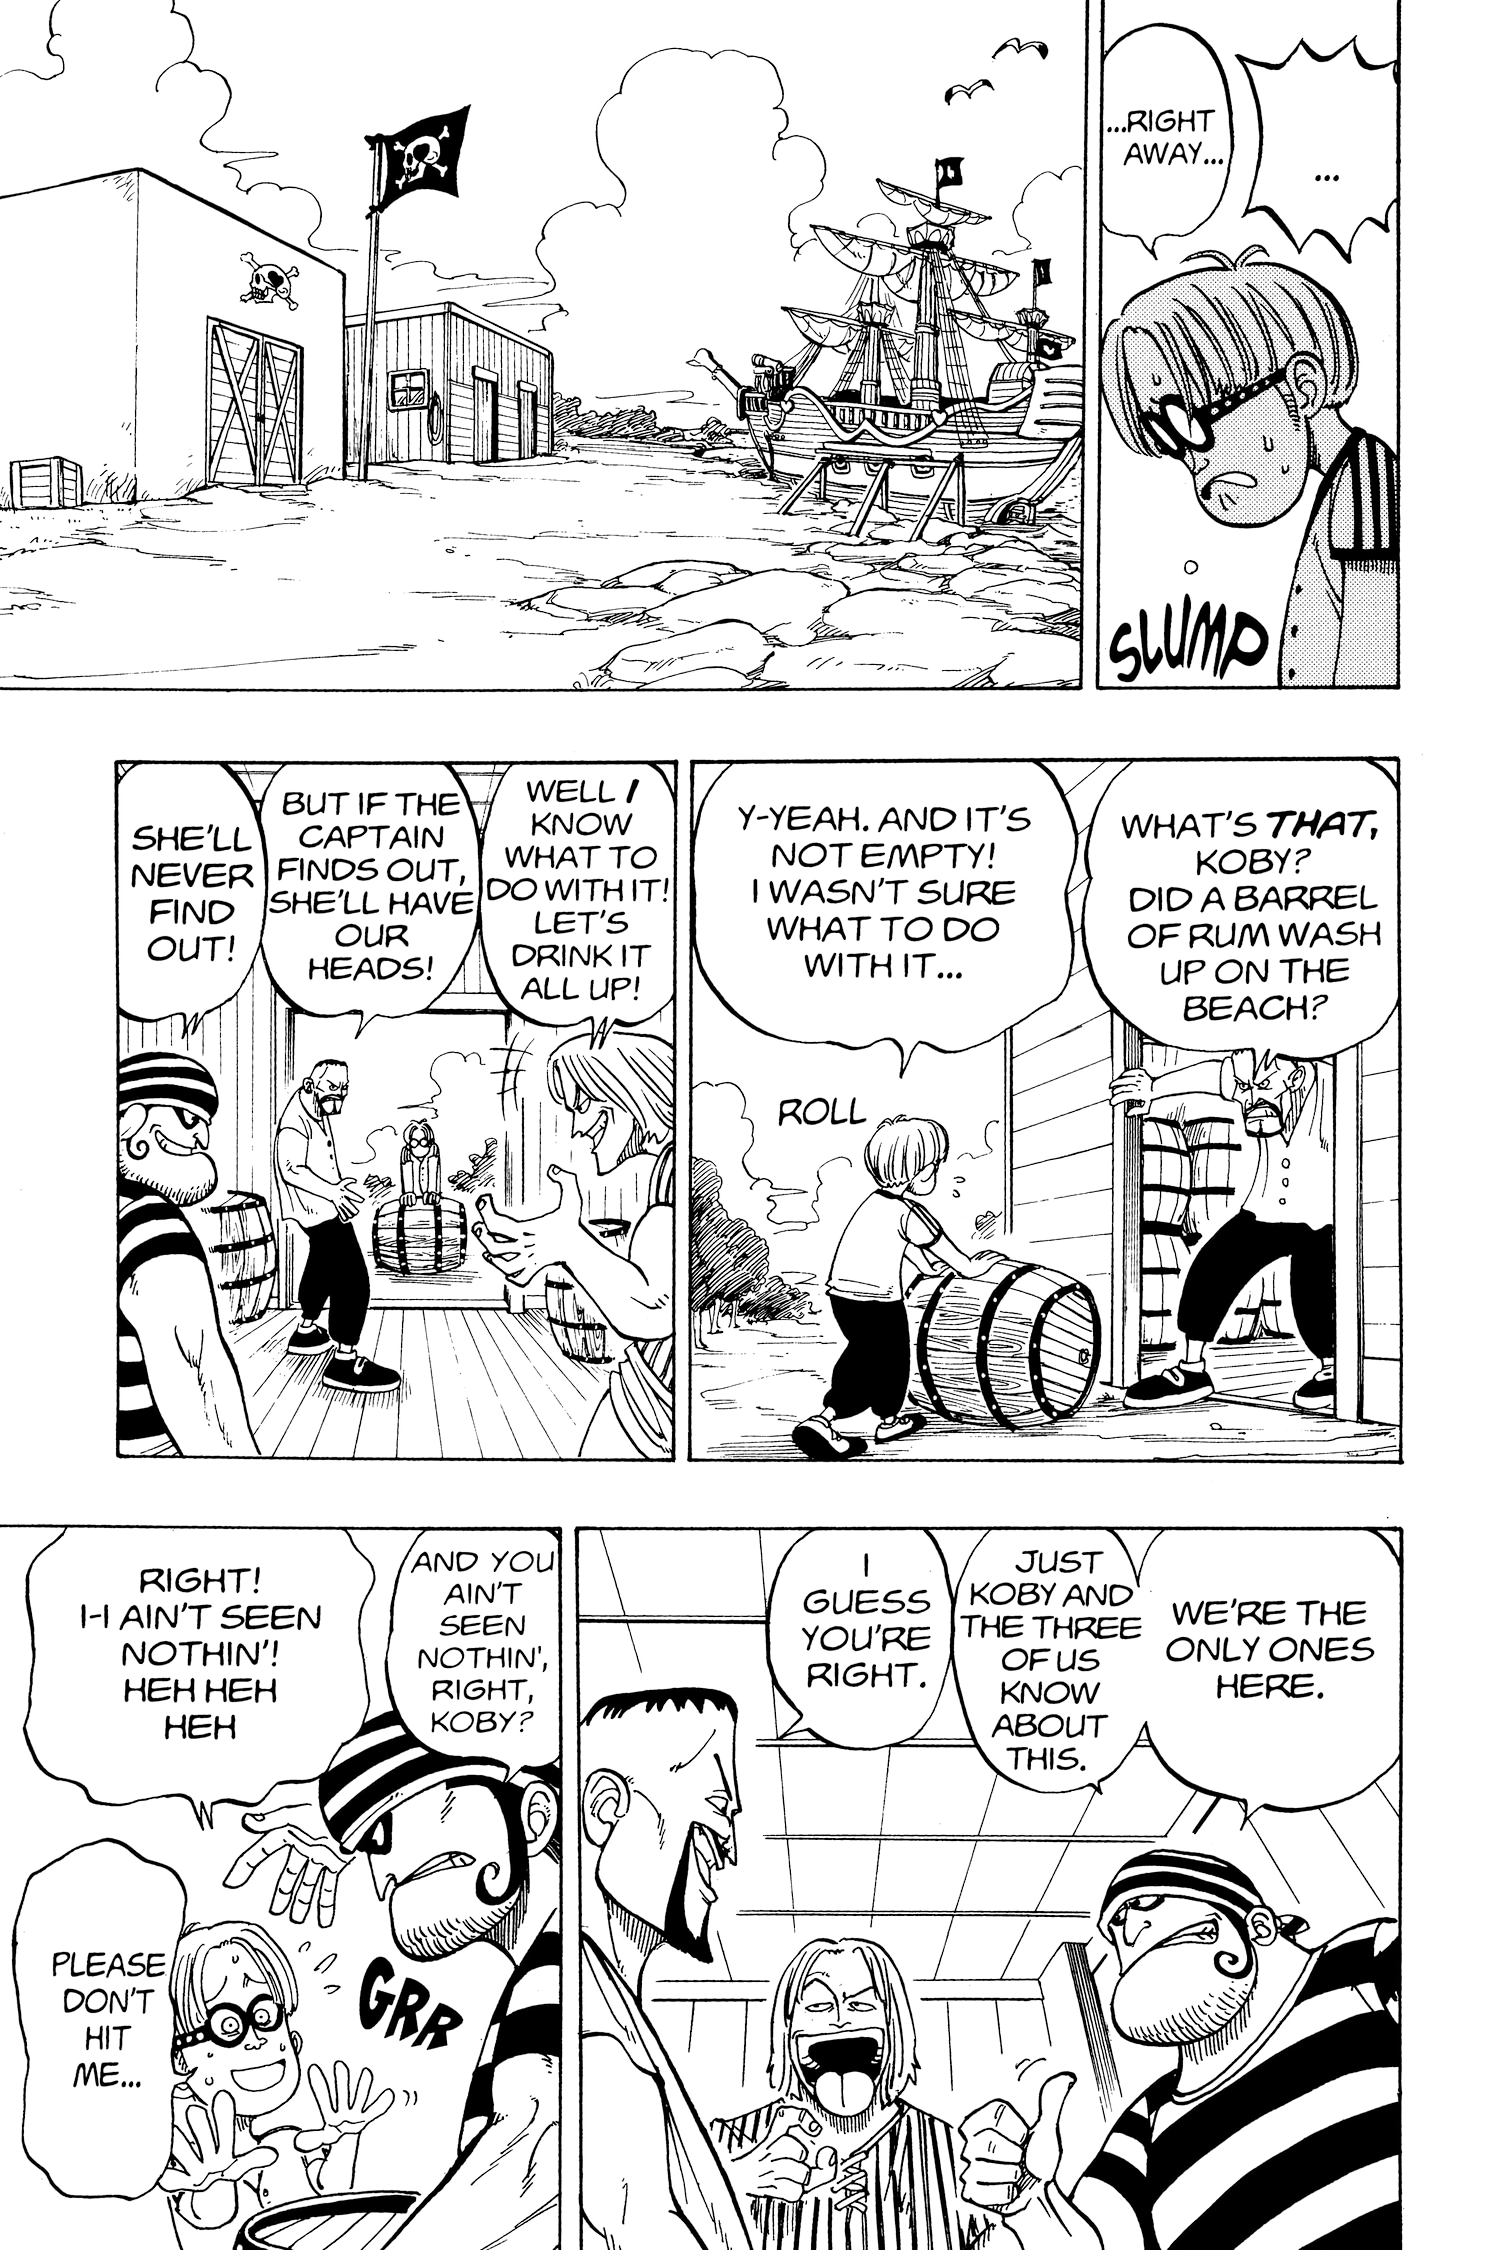 ...
...RIGHT
AWAY...
SLUMP
WHAT'S THAT,
KOBY?
DID A BARREL
OF RUM WASH
UP ON THE
BEACH?
Y-YEAH. AND IT'S
NOT EMPTY!
I WASN'T SURE
WHAT TO DO
WITH IT...
ROLL
WELL I
KNOW
WHAT TO
DO WITH IT!
LET'S
DRINK IT
ALL UP!
BUT IF THE
CAPTAIN
FINDS OUT,
SHE'LL HAVE
OUR
HEADS!
SHE'LL
NEVER
FIND
OUT!
WE'RE THE
ONLY ONES
HERE.
JUST
KOBY AND
THE THREE
OF US
KNOW
ABOUT
THIS.
I
GUESS
YOU'RE
RIGHT.
AND YOU
AIN'T
SEEN
NOTHIN',
RIGHT,
KOBY?
RIGHT!
I-I AIN'T SEEN
NOTHIN'!
HEH HEH
HEH
GRR
PLEASE
DON'T
HIT
ME...